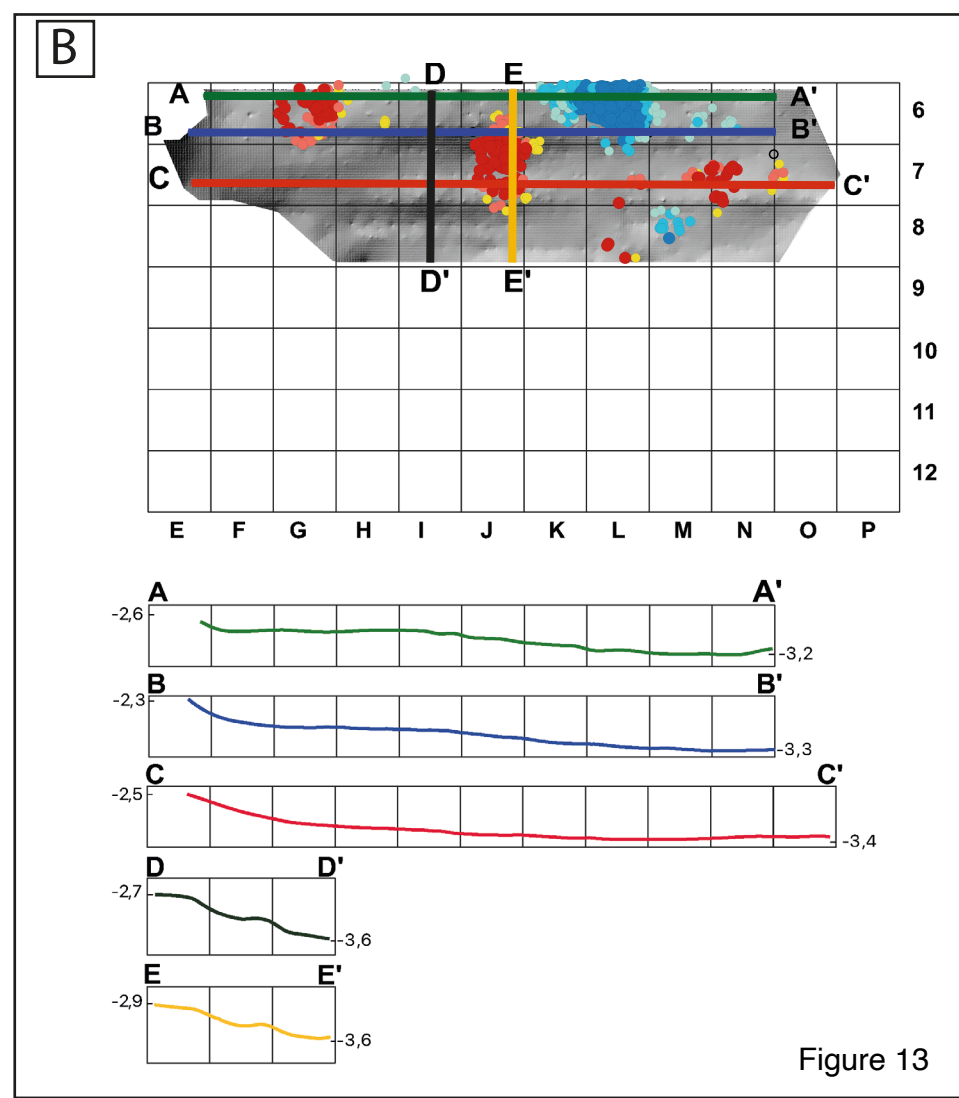 B
D E
A A' 6
B B'
C C' 7
8
D' E'
9
10
11
12
E F G H I J K L M N O P
A A'
-2,6
-3,2
B B'
-2,3
-3,3
C C'
-2,5
-3,4
D D'
-2,7
-3,6
E E'
-2,9
-3,6
Figure 13